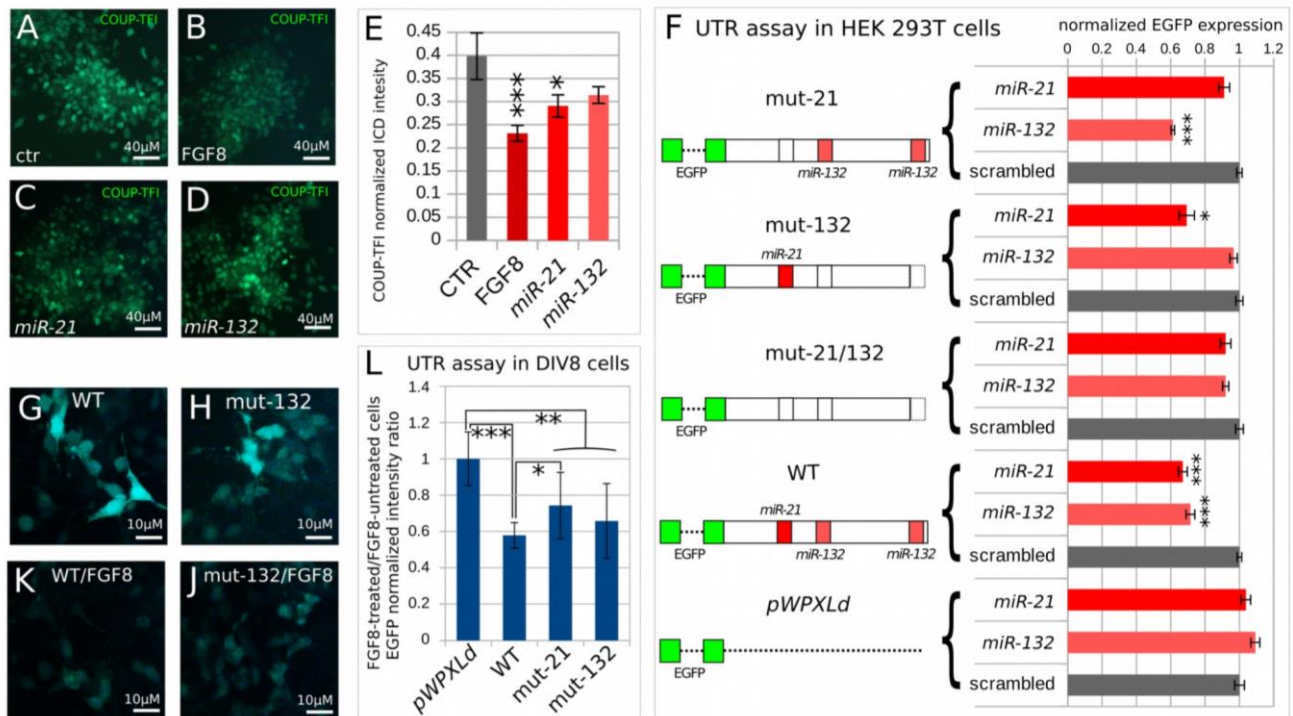 A
COUP-TFI
ctr
40μM
B
COUP-TFI
FGF8
40μM
C
COUP-TFI
miR-21
40μM
D
COUP-TFI
miR-132
40μM
E
COUP-TFI normalized ICD intesity
0.45
0.4
0.35
0.3
0.25
0.2
0.15
0.1
0.05
0
***
*
CTR
FGF8
miR-21
miR-132
F UTR assay in HEK 293T cells
normalized EGFP expression
0 0.2 0.4 0.6 0.8 1 1.2
mut-21
EGFP
miR-132
miR-132
{
miR-21
miR-132
***
scrambled
mut-132
miR-21
EGFP
{
miR-21
*
miR-132
scrambled
mut-21/132
EGFP
{
miR-21
miR-132
scrambled
WT
miR-21
EGFP
miR-132
miR-132
{
miR-21
***
miR-132
***
scrambled
pWPXLd
EGFP
{
miR-21
miR-132
scrambled
G
WT
10μM
H
mut-132
10μM
K
WT/FGF8
10μM
J
mut-132/FGF8
10μM
L UTR assay in DIV8 cells
FGF8-treated/FGF8-untreated cells
EGFP normalized intensity ratio
1.4
1.2
1
0.8
0.6
0.4
0.2
0
**
***
*
pWPXLd
WT
mut-21
mut-132